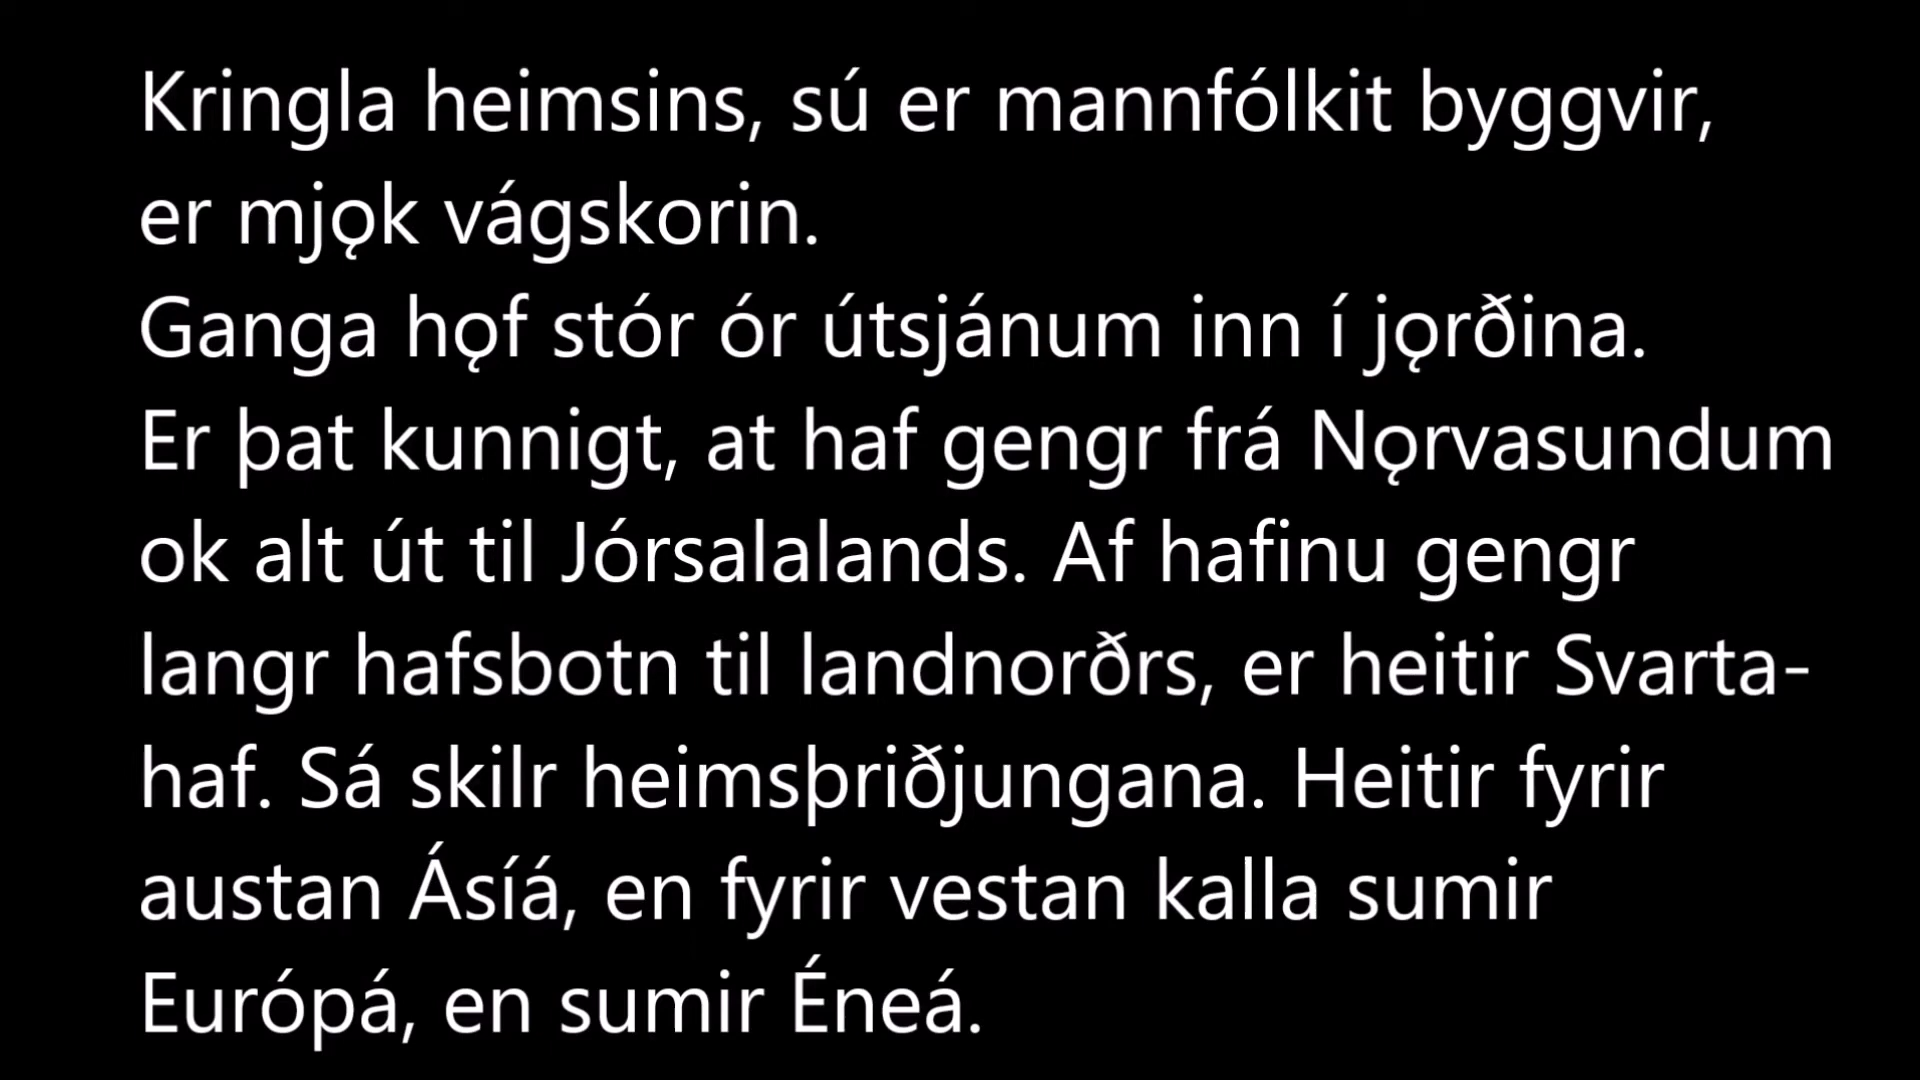 Kringla heimsins, sú er mannfólkit byggvir,
er mjǫk vágskorin.
Ganga hǫf stór ór útsjánum inn í jǫrðina.
Er þat kunnigt, at haf gengr frá Nǫrvasundum
ok alt út til Jórsalalands. Af hafinu gengr
langr hafsbotn til landnorðrs, er heitir Svarta-
haf. Sá skilr heimsþriðjungana. Heitir fyrir
austan Ásíá, en fyrir vestan kalla sumir
Európá, en sumir Éneá.